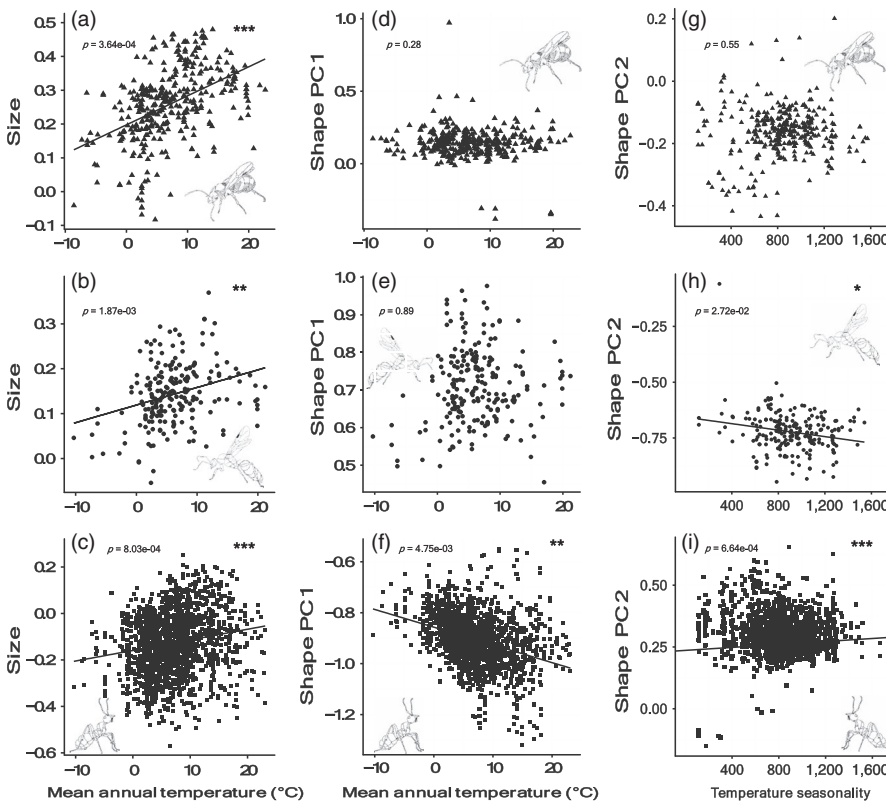 (a)
p = 3.64e-04
***
Size
0.5
0.4
0.3
0.2
0.1
0.0
−0.1
−10 0 10 20
(d)
p = 0.28
Shape PC1
1.0
0.5
0.0
−10 0 10 20
(g)
p = 0.55
Shape PC2
0.2
0.0
−0.2
−0.4
400 800 1,200 1,600
(b)
p = 1.87e-03
**
Size
0.3
0.2
0.1
0.0
−10 0 10 20
(e)
p = 0.89
Shape PC1
1.0
0.9
0.8
0.7
0.6
0.5
−10 0 10 20
(h)
p = 2.72e-02
*
Shape PC2
−0.25
−0.50
−0.75
400 800 1,200 1,600
(c)
p = 8.03e-04
***
Size
0.2
0.0
−0.2
−0.4
−0.6
−10 0 10 20
Mean annual temperature (°C)
(f)
p = 4.75e-03
**
Shape PC1
−0.6
−0.8
−1.0
−1.2
−10 0 10 20
Mean annual temperature (°C)
(i)
p = 6.64e-04
***
Shape PC2
0.50
0.25
0.00
400 800 1,200 1,600
Temperature seasonality